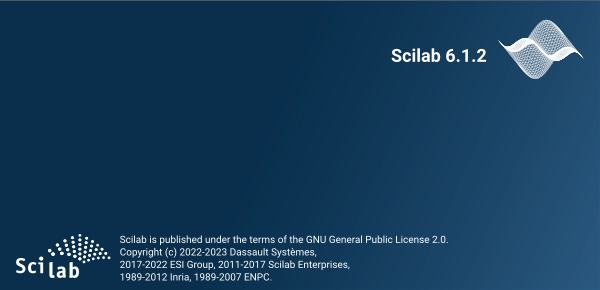 Scilab 6.1.2
Scilab is published under the terms of the GNU General Public License 2.0.
Copyright (c) 2022-2023 Dassault Systèmes,
2017-2022 ESI Group, 2011-2017 Scilab Enterprises,
1989-2012 Inria, 1989-2007 ENPC.
Scilab